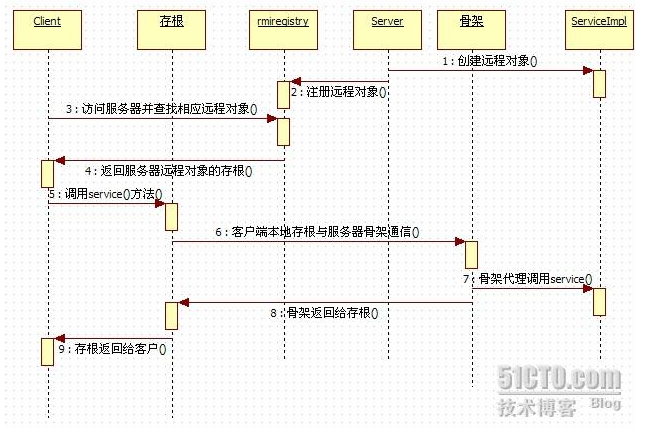 Client
存根
rmiregistry
Server
骨架
ServiceImpl
1 : 创建远程对象()
2 : 注册远程对象()
3 : 访问服务器并查找相应远程对象()
4 : 返回服务器远程对象的存根()
5 : 调用service()方法()
6 : 客户端本地存根与服务器骨架通信()
7 : 骨架代理调用service()
8 : 骨架返回给存根()
9 : 存根返回给客户()
51CTO.com
技术博客 Blog